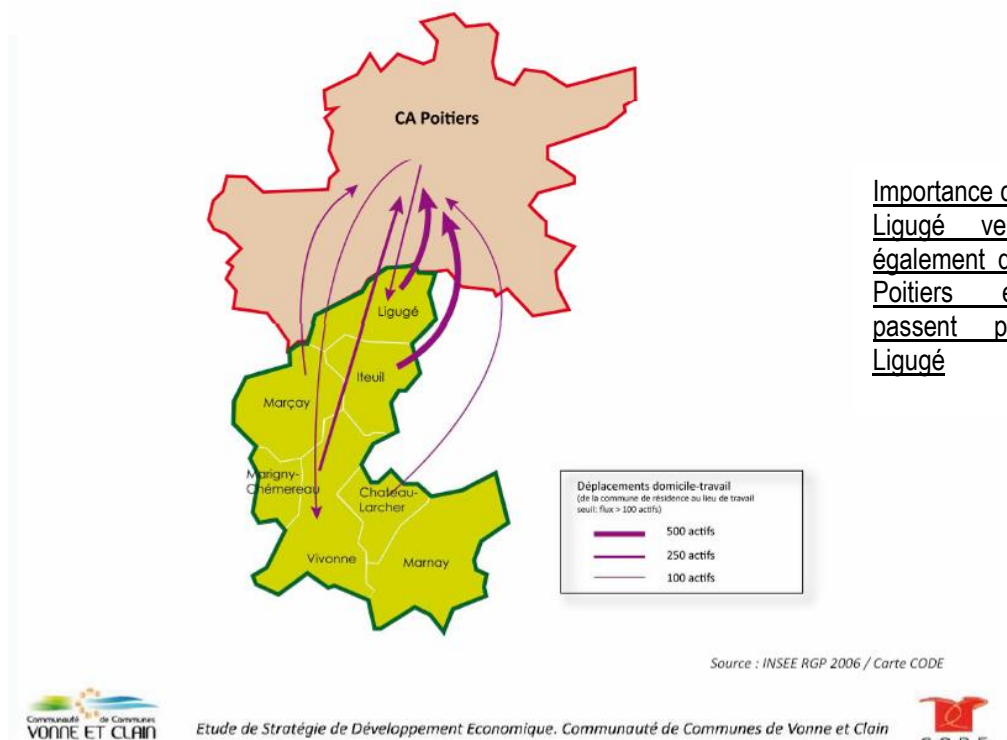 CA Poitiers
Importance
Ligugé
également
Poitiers
passent
Ligugé
Ligugé
Iteuil
Marçay
Marigny-
Chémereau
Chateau-
Larcher
Vivonne
Marnay
Déplacements domicile-travail
(de la commune de résidence au lieu de travail
seuil: flux > 100 actifs)
500 actifs
250 actifs
100 actifs
Source : INSEE RGP 2006 / Carte CODE
Communauté de Communes
VONNE ET CLAIN
Etude de Stratégie de Développement Economique. Communauté de Communes de Vonne et Clain
CODE